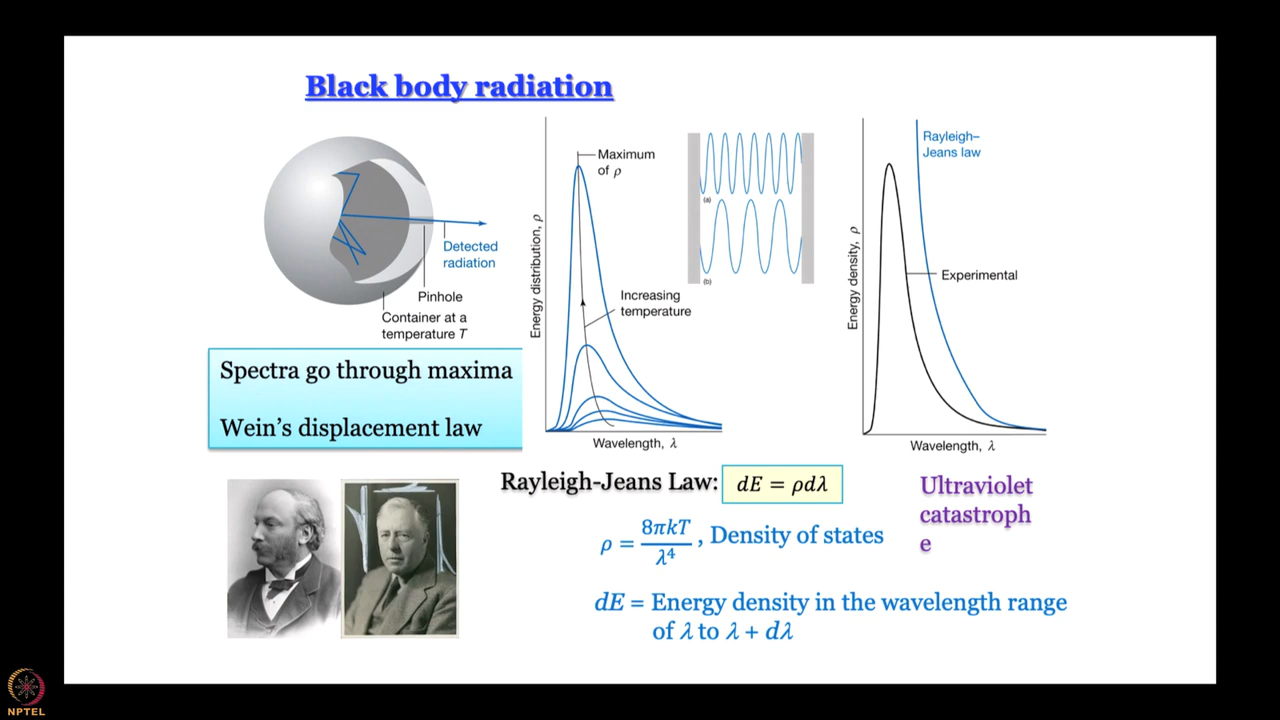 Black body radiation
Detected
radiation
Pinhole
Container at a
temperature T
Energy distribution, ρ
Maximum
of ρ
Increasing
temperature
Wavelength, λ
(a)
(b)
Energy density, ρ
Rayleigh–
Jeans law
Experimental
Wavelength, λ
Spectra go through maxima
Wein's displacement law
Rayleigh-Jeans Law: dE = ρdλ
ρ = 8πkT/λ⁴ , Density of states
dE = Energy density in the wavelength range
of λ to λ + dλ
Ultraviolet
catastroph
e
NPTEL